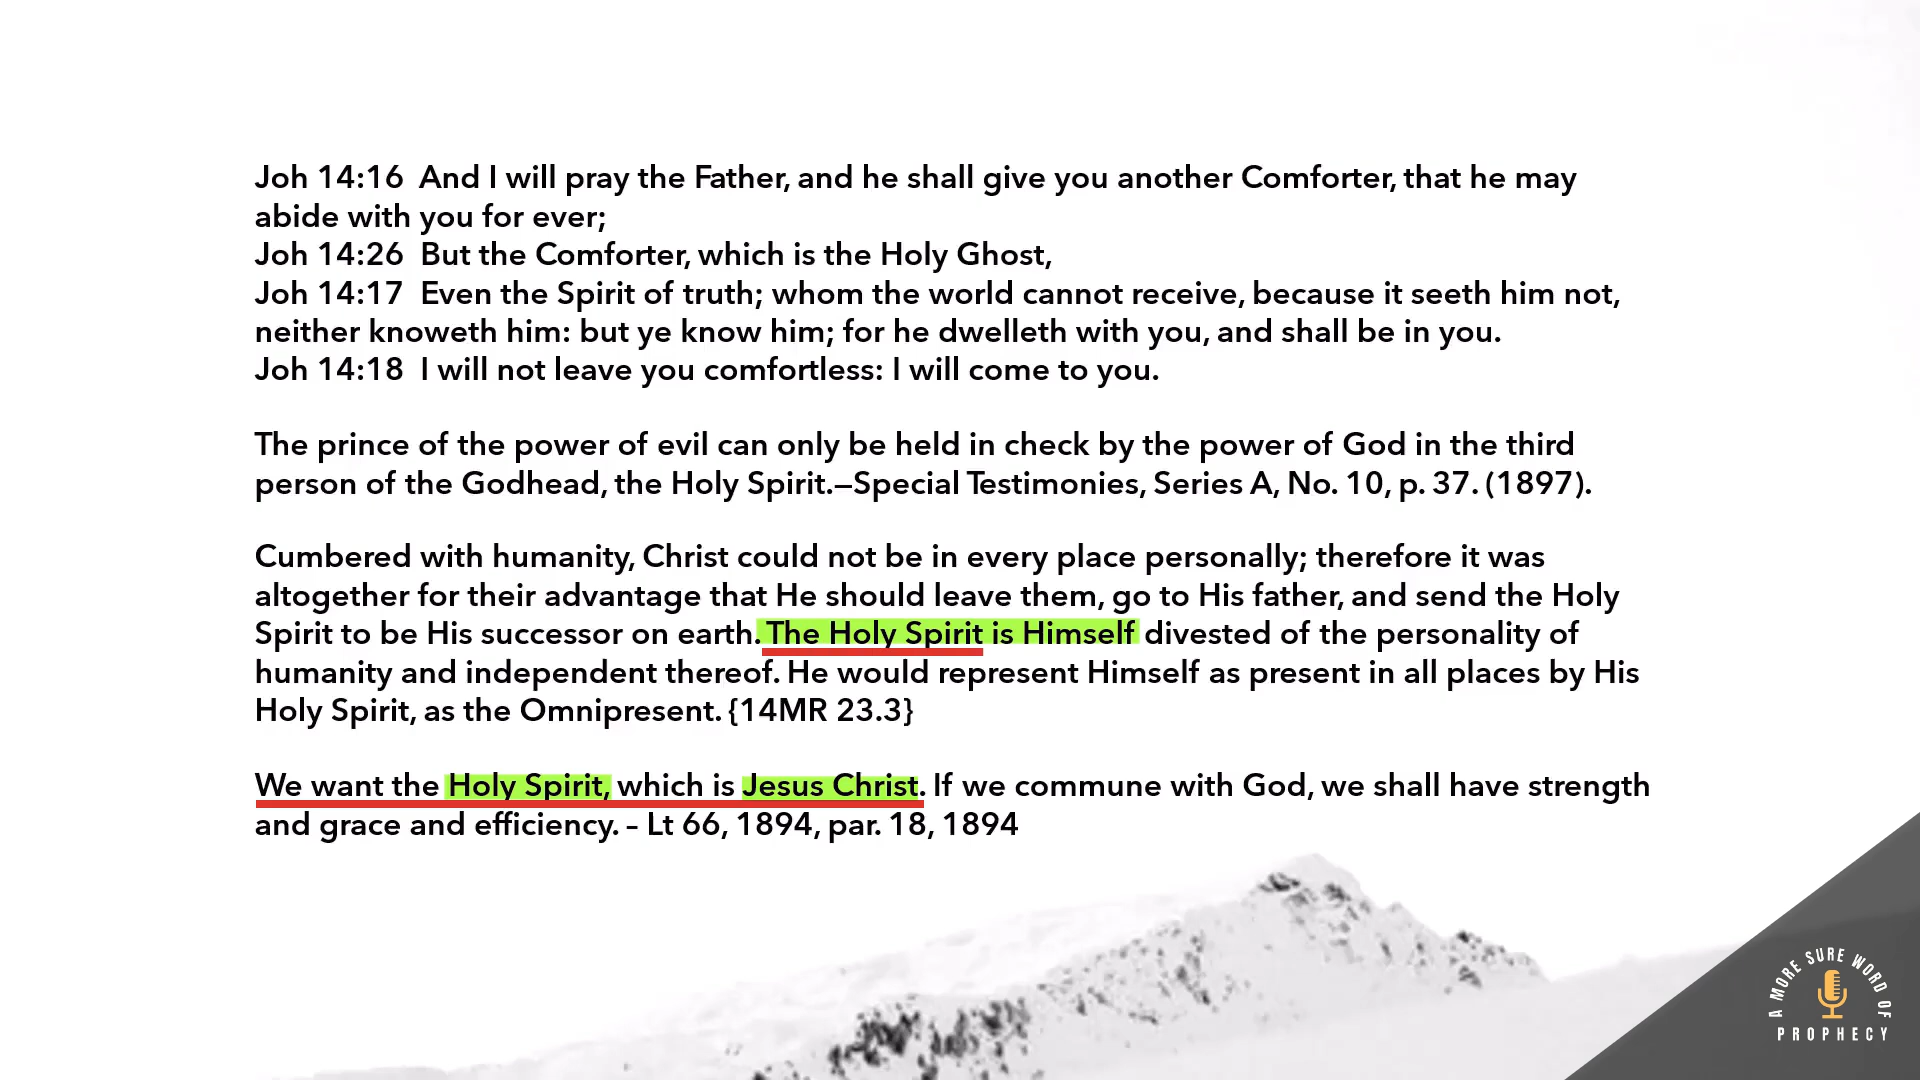 Joh 14:16  And I will pray the Father, and he shall give you another Comforter, that he may
abide with you for ever;
Joh 14:26  But the Comforter, which is the Holy Ghost,
Joh 14:17  Even the Spirit of truth; whom the world cannot receive, because it seeth him not,
neither knoweth him: but ye know him; for he dwelleth with you, and shall be in you.
Joh 14:18  I will not leave you comfortless: I will come to you.
The prince of the power of evil can only be held in check by the power of God in the third
person of the Godhead, the Holy Spirit.—Special Testimonies, Series A, No. 10, p. 37. (1897).
Cumbered with humanity, Christ could not be in every place personally; therefore it was
altogether for their advantage that He should leave them, go to His father, and send the Holy
Spirit to be His successor on earth. The Holy Spirit is Himself divested of the personality of
humanity and independent thereof. He would represent Himself as present in all places by His
Holy Spirit, as the Omnipresent. {14MR 23.3}
We want the Holy Spirit, which is Jesus Christ. If we commune with God, we shall have strength
and grace and efficiency. – Lt 66, 1894, par. 18, 1894
A MORE SURE WORD OF
PROPHECY